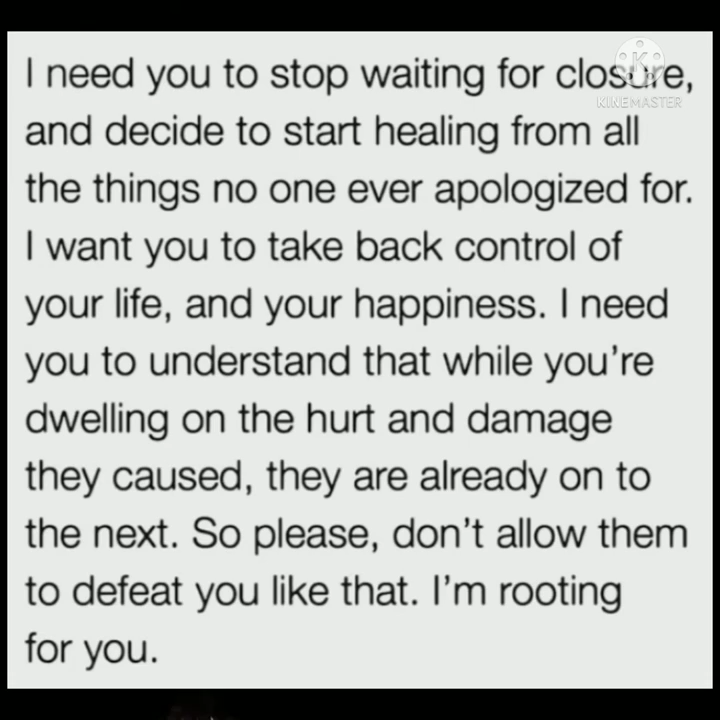 I need you to stop waiting for closure,
KINEMASTER
and decide to start healing from all
the things no one ever apologized for.
I want you to take back control of
your life, and your happiness. I need
you to understand that while you're
dwelling on the hurt and damage
they caused, they are already on to
the next. So please, don't allow them
to defeat you like that. I'm rooting
for you.